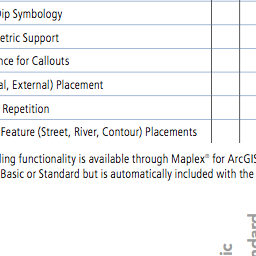 Dip Symbology
etric Support
nce for Callouts
al, External) Placement
Repetition
Feature (Street, River, Contour) Placements
ling functionality is available through Maplex® for ArcGIS
Basic or Standard but is automatically included with the
ic
ndard